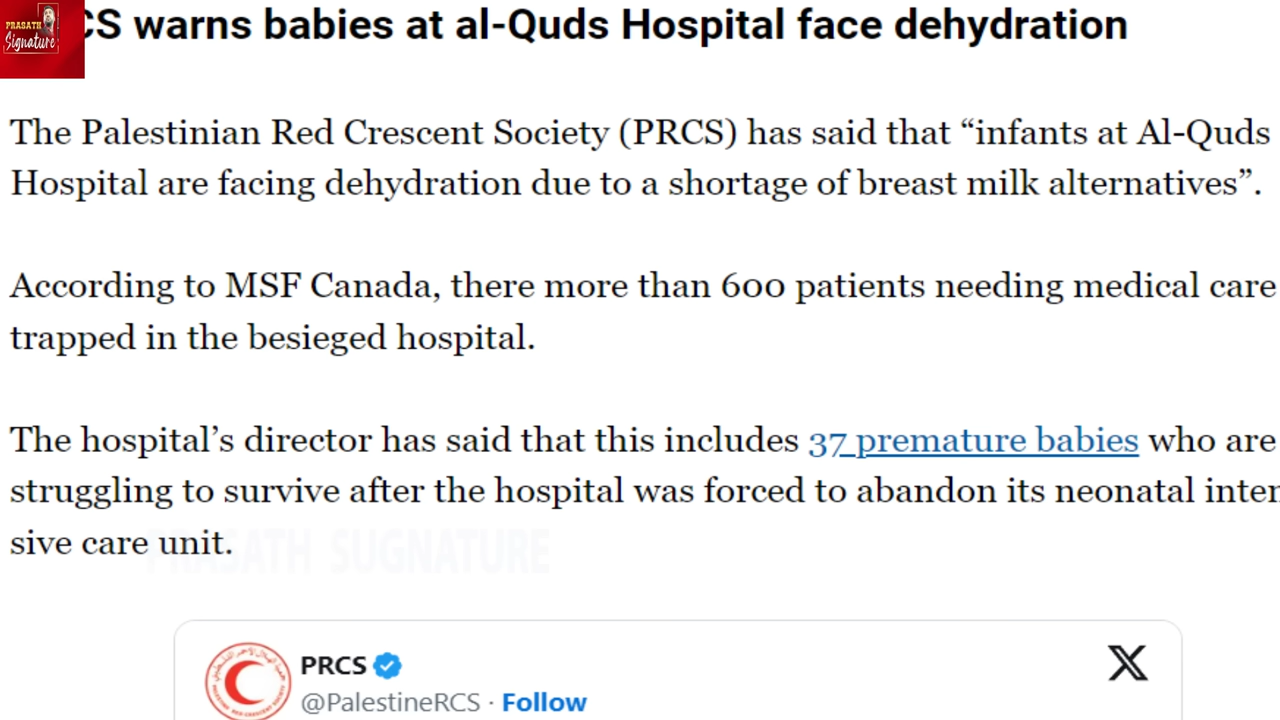 PRASATH
Signature
CS warns babies at al-Quds Hospital face dehydration
The Palestinian Red Crescent Society (PRCS) has said that “infants at Al-Quds
Hospital are facing dehydration due to a shortage of breast milk alternatives”.
According to MSF Canada, there more than 600 patients needing medical care
trapped in the besieged hospital.
The hospital’s director has said that this includes 37 premature babies who are
struggling to survive after the hospital was forced to abandon its neonatal inten
sive care unit.
PRASATH SUGNATURE
PRCS
@PalestineRCS · Follow